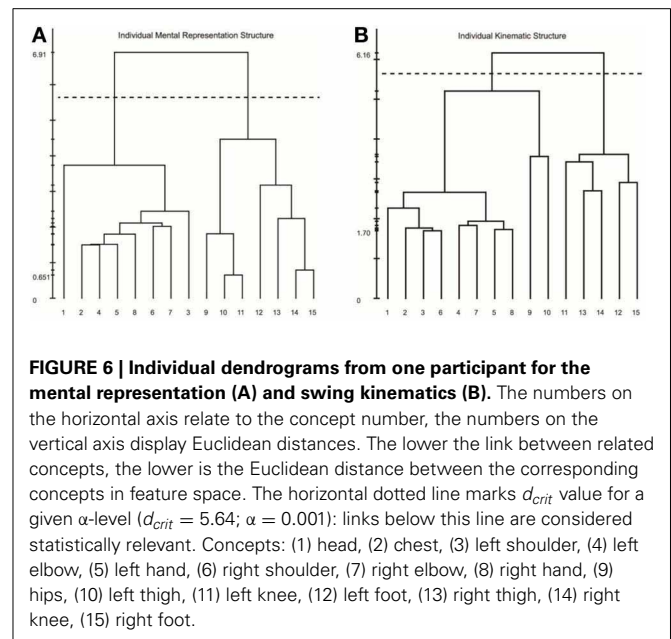 A
Individual Mental Representation Structure
6.91
0.651
0
1 2 4 5 8 6 7 3 9 10 11 12 13 14 15
B
Individual Kinematic Structure
6.16
1.70
0
1 2 3 6 4 7 5 8 9 10 11 13 14 12 15
FIGURE 6 | Individual dendrograms from one participant for the
mental representation (A) and swing kinematics (B). The numbers on
the horizontal axis relate to the concept number, the numbers on the
vertical axis display Euclidean distances. The lower the link between related
concepts, the lower is the Euclidean distance between the corresponding
concepts in feature space. The horizontal dotted line marks dcrit value for a
given α-level (dcrit = 5.64; α = 0.001): links below this line are considered
statistically relevant. Concepts: (1) head, (2) chest, (3) left shoulder, (4) left
elbow, (5) left hand, (6) right shoulder, (7) right elbow, (8) right hand, (9)
hips, (10) left thigh, (11) left knee, (12) left foot, (13) right thigh, (14) right
knee, (15) right foot.